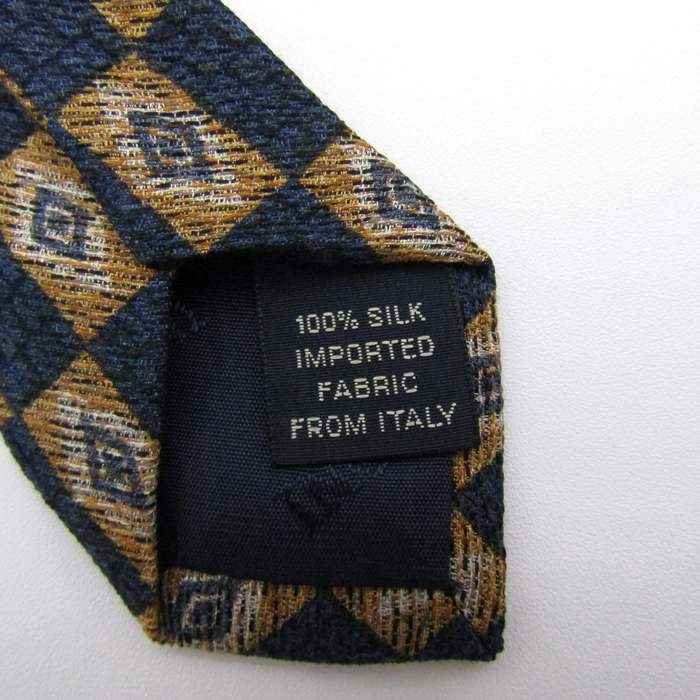 100% SILK
IMPORTED
FABRIC
FROM ITALY